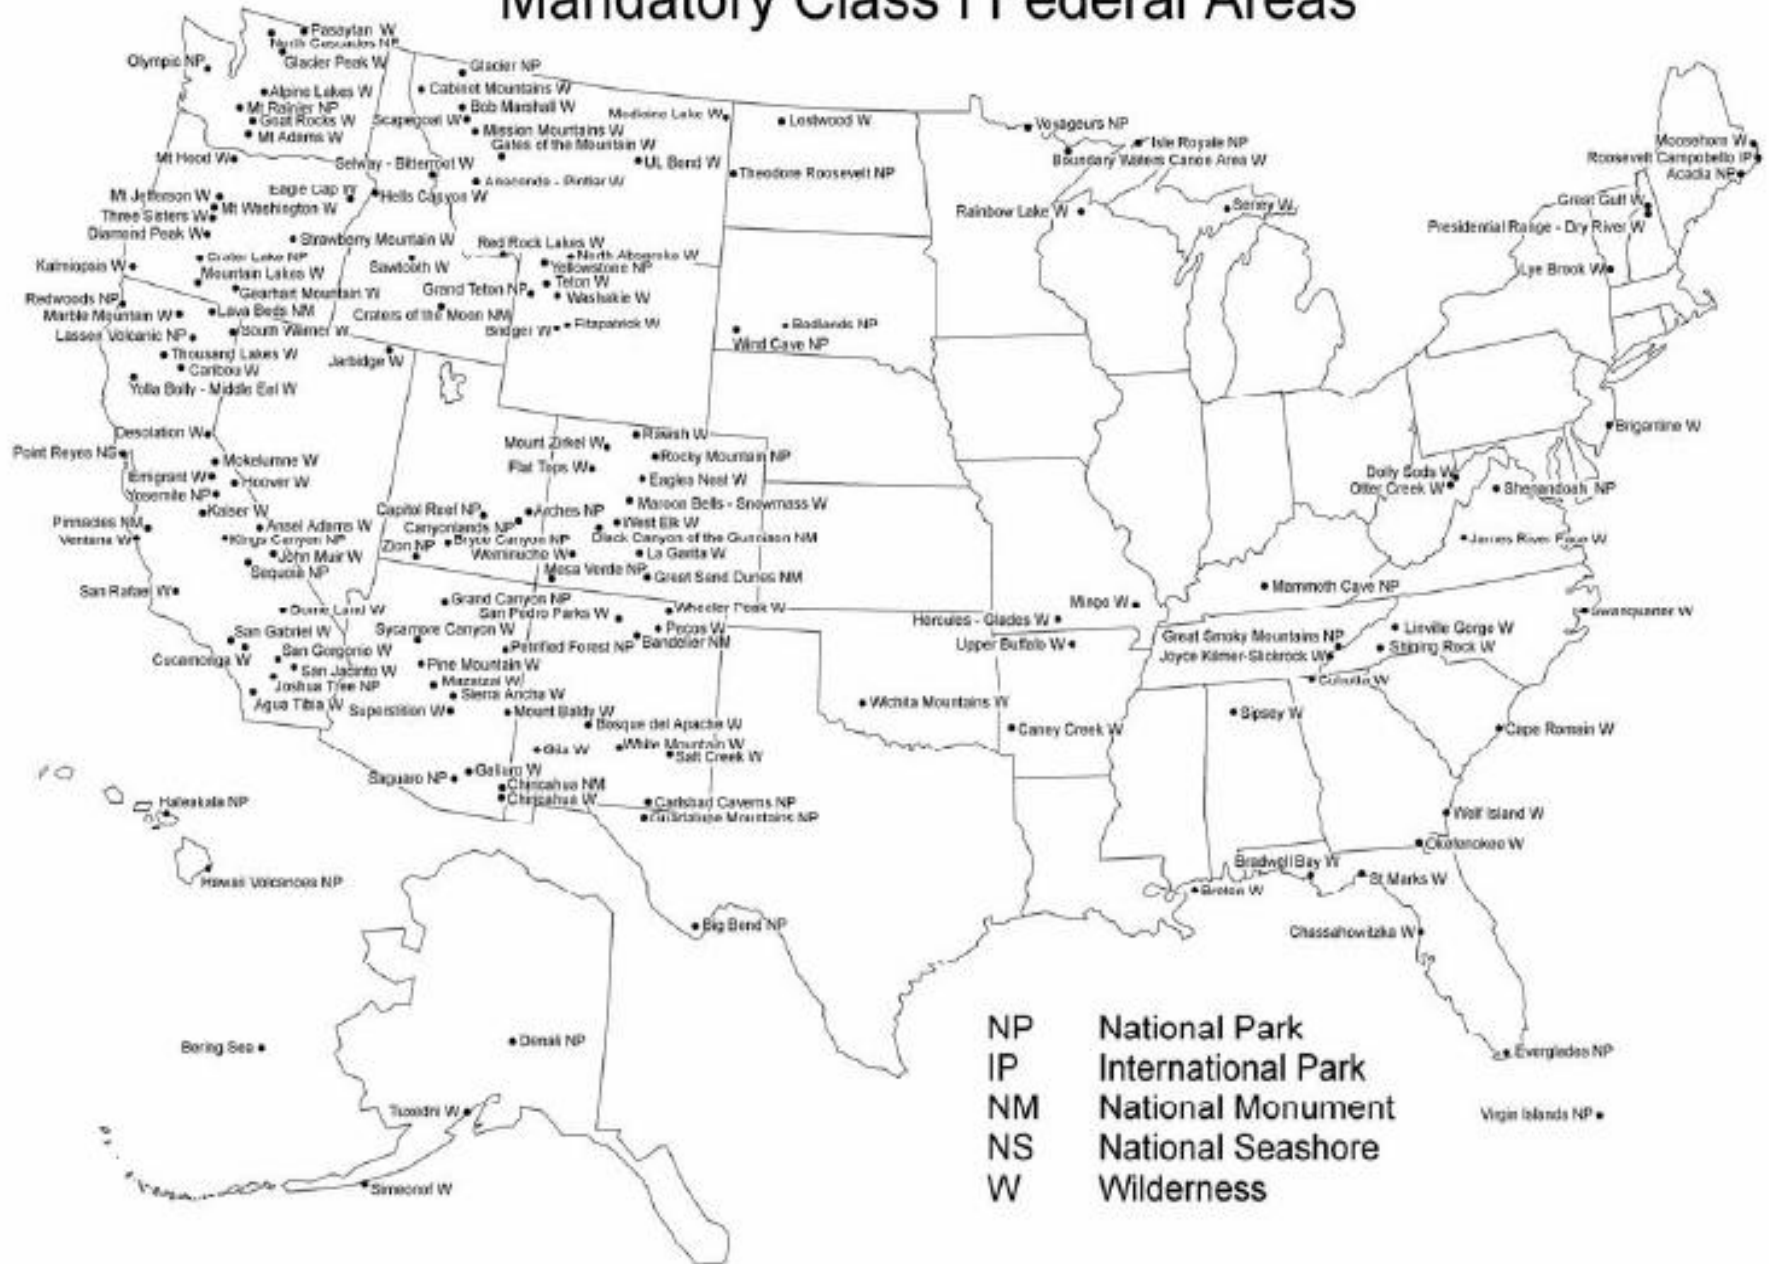 Mandatory Class I Federal Areas
Pasaytan W
North Cascades NP
Olympic NP
Glacier Peak W
Glacier NP
Alpine Lakes W
Cabinet Mountains W
Mt Rainier NP
Bob Marshall W
Goat Rocks W
Scapegoat W
Medicine Lake W
Lostwood W
Mt Adams W
Mission Mountains W
Gates of the Mountain W
Voyageurs NP
Isle Royale NP
Boundary Waters Canoe Area W
Moosehorn W
Roosevelt Campobello IP
Acadia NP
Mt Hood W
Selway - Bitterroot W
UL Bend W
Theodore Roosevelt NP
Anaconda - Pintlar W
Mt Jefferson W
Eagle Cap W
Hells Canyon W
Mt Washington W
Three Sisters W
Rainbow Lake W
Seney W
Great Gulf W
Presidential Range - Dry River W
Diamond Peak W
Strawberry Mountain W
Red Rock Lakes W
North Absaroka W
Crater Lake NP
Kalmiopsis W
Mountain Lakes W
Sawtooth W
Yellowstone NP
Teton W
Lye Brook W
Gearhart Mountain W
Grand Teton NP
Washakie W
Redwoods NP
Marble Mountain W
Lava Beds NM
Craters of the Moon NM
Lassen Volcanic NP
South Warner W
Bridger W
Fitzpatrick W
Badlands NP
Wind Cave NP
Thousand Lakes W
Jarbidge W
Caribou W
Yolla Bolly - Middle Eel W
Desolation W
Mount Zirkel W
Rawah W
Brigantine W
Point Reyes NS
Mokelumne W
Flat Tops W
Rocky Mountain NP
Emigrant W
Hoover W
Eagles Nest W
Dolly Sods W
Otter Creek W
Shenandoah NP
Yosemite NP
Kaiser W
Capitol Reef NP
Arches NP
Maroon Bells - Snowmass W
Pinnacles NM
Ansel Adams W
Canyonlands NP
West Elk W
Ventana W
Kings Canyon NP
Zion NP
Bryce Canyon NP
Black Canyon of the Gunnison NM
James River Face W
John Muir W
Weminuche W
La Garita W
Sequoia NP
Mesa Verde NP
Great Sand Dunes NM
San Rafael W
Mammoth Cave NP
Dome Land W
Grand Canyon NP
San Pedro Parks W
Wheeler Peak W
Mingo W
Swanquarter W
San Gabriel W
Sycamore Canyon W
Pecos W
Hercules - Glades W
Linville Gorge W
Cucamonga W
San Gorgonio W
Petrified Forest NP
Bandelier NM
Upper Buffalo W
Great Smoky Mountains NP
Shining Rock W
San Jacinto W
Pine Mountain W
Joyce Kilmer-Slickrock W
Joshua Tree NP
Mazatzal W
Cohutta W
Agua Tibia W
Sierra Ancha W
Superstition W
Mount Baldy W
Wichita Mountains W
Sipsey W
Bosque del Apache W
Caney Creek W
Cape Romain W
Gila W
White Mountain W
Salt Creek W
Saguaro NP
Galiuro W
Chiricahua NM
Chiricahua W
Carlsbad Caverns NP
Guadalupe Mountains NP
Haleakala NP
Hawaii Volcanoes NP
Wolf Island W
Okefenokee W
Bradwell Bay W
St Marks W
Breton W
Big Bend NP
Chassahowitzka W
Bering Sea
Denali NP
Everglades NP
Tuxedni W
Virgin Islands NP
Simeonof W
NP National Park
IP International Park
NM National Monument
NS National Seashore
W Wilderness